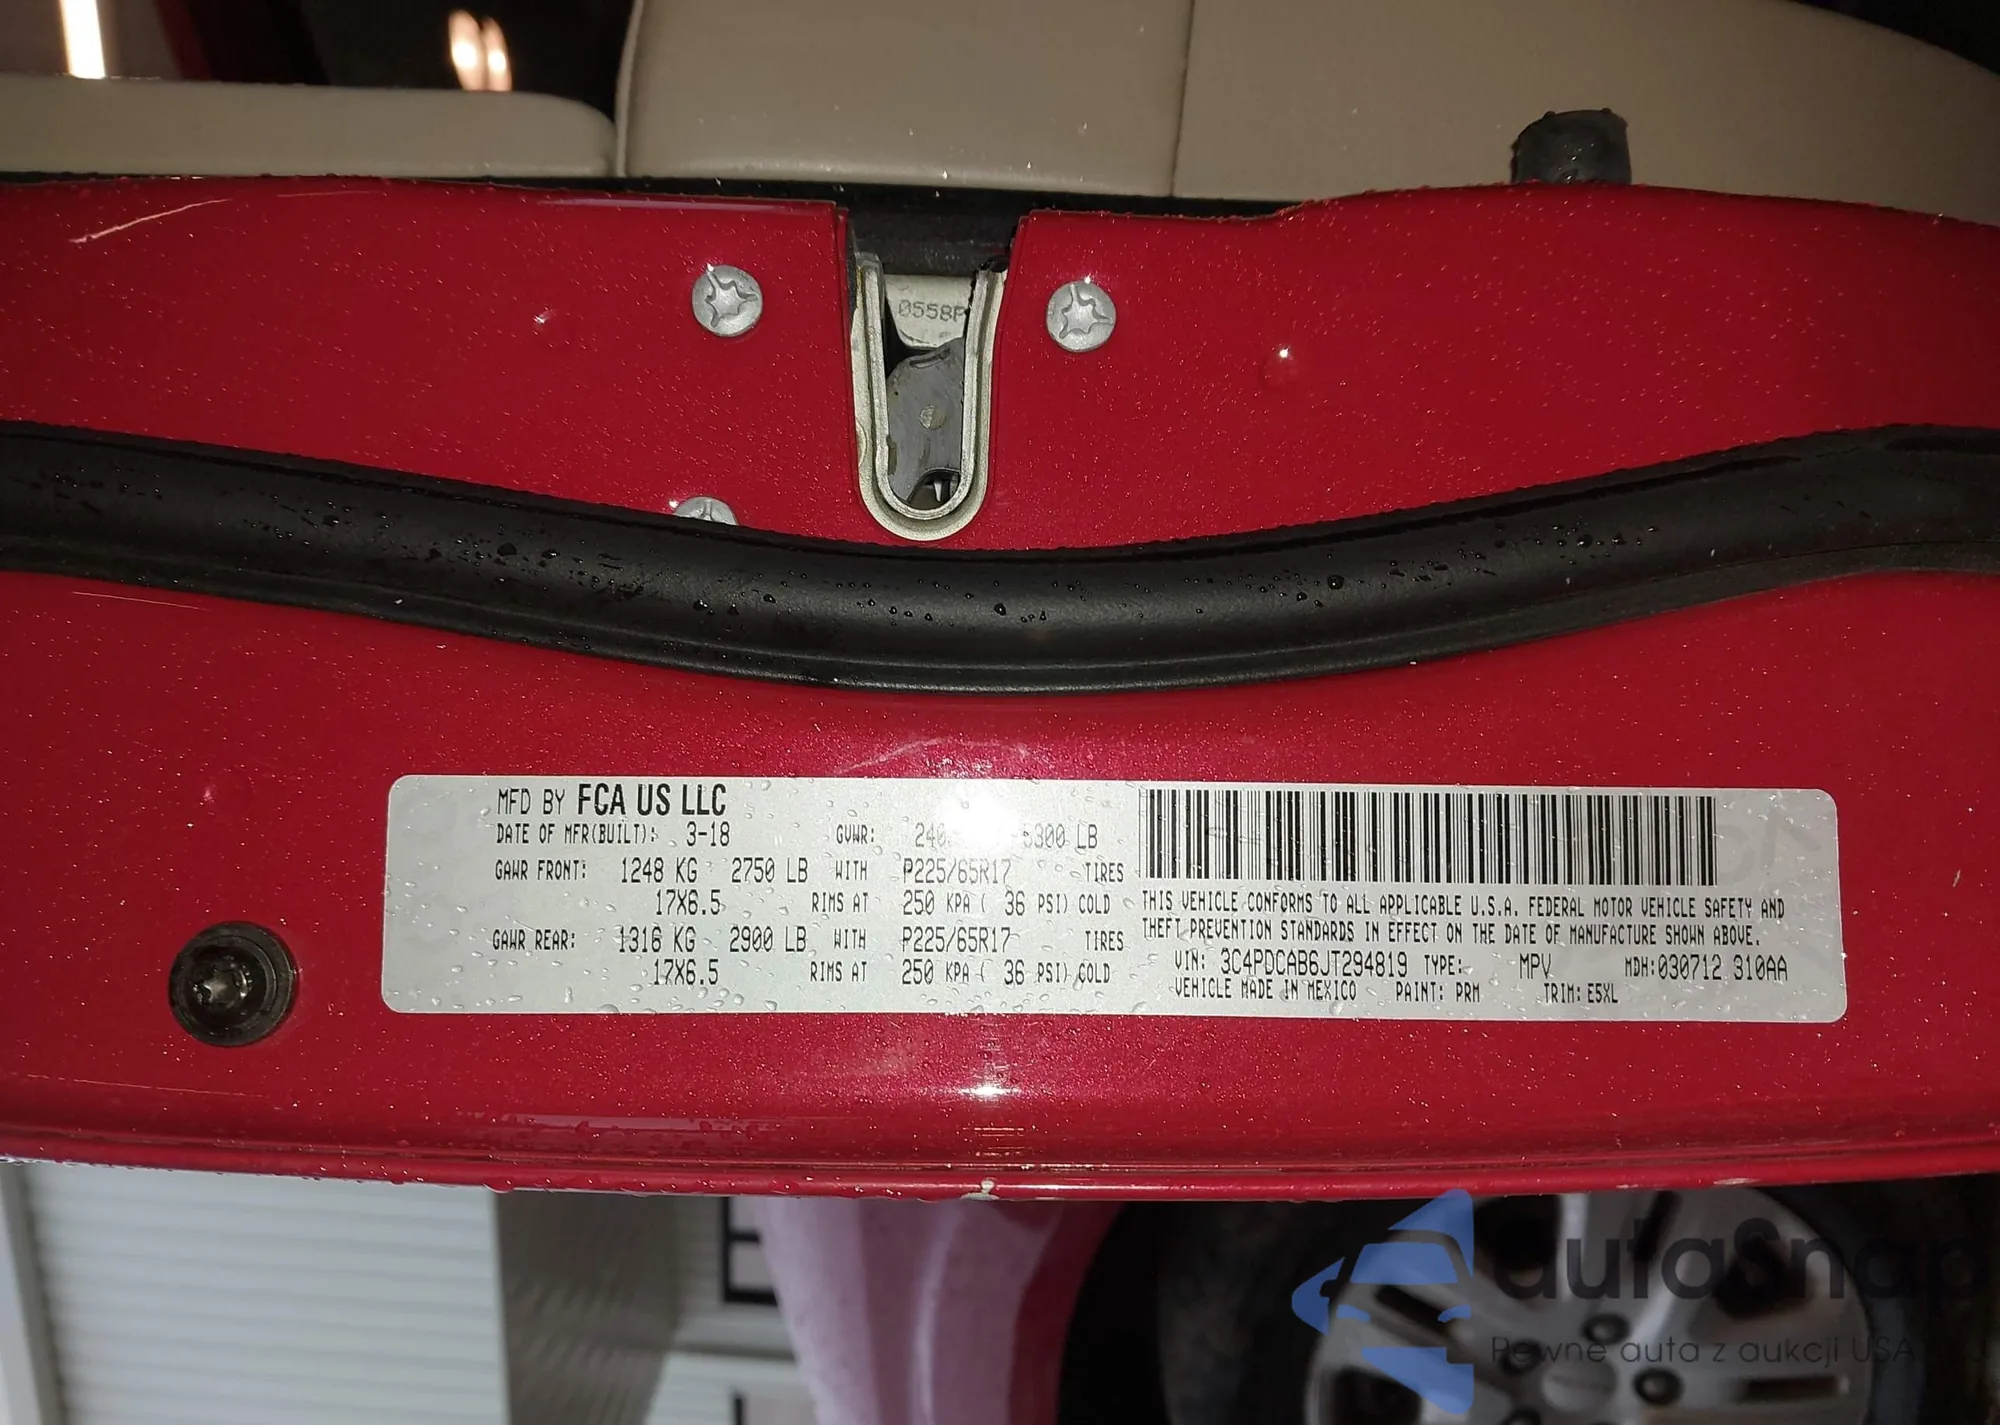 0558P
MFD BY FCA US LLC
DATE OF MFR(BUILT): 3-18 GVWR: 5300 LB
GAWR FRONT: 1248 KG 2750 LB WITH P225/65R17 TIRES
17X6.5 RIMS AT 250 KPA ( 36 PSI) COLD
GAWR REAR: 1316 KG 2900 LB WITH P225/65R17 TIRES
17X6.5 RIMS AT 250 KPA ( 36 PSI) COLD
THIS VEHICLE CONFORMS TO ALL APPLICABLE U.S.A. FEDERAL MOTOR VEHICLE SAFETY AND
THEFT PREVENTION STANDARDS IN EFFECT ON THE DATE OF MANUFACTURE SHOWN ABOVE.
VIN: 3C4PDCAB6JT294819 TYPE: MPV MDH:030712 310AA
VEHICLE MADE IN MEXICO PAINT: PRM TRIM: E5XL
autaSnap
Pewne auta z aukcji USA